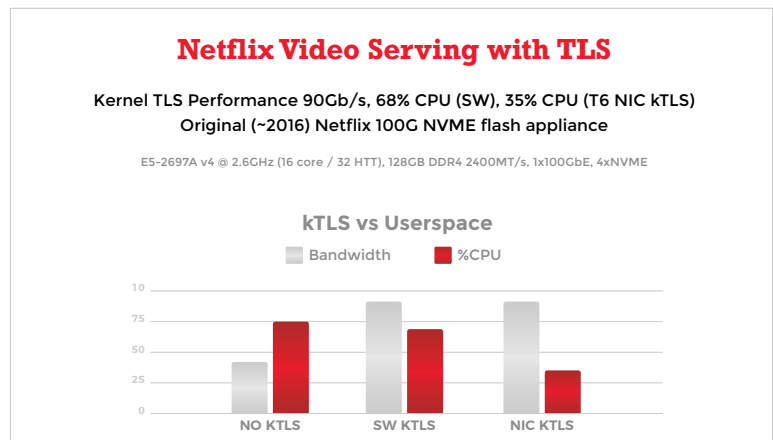 Netflix Video Serving with TLS
Kernel TLS Performance 90Gb/s, 68% CPU (SW), 35% CPU (T6 NIC kTLS)
Original (~2016) Netflix 100G NVME flash appliance
E5-2697A v4 @ 2.6GHz (16 core / 32 HTT), 128GB DDR4 2400MT/s, 1x100GbE, 4xNVME
kTLS vs Userspace
Bandwidth %CPU
10
75
50
25
0
NO KTLS SW KTLS NIC KTLS